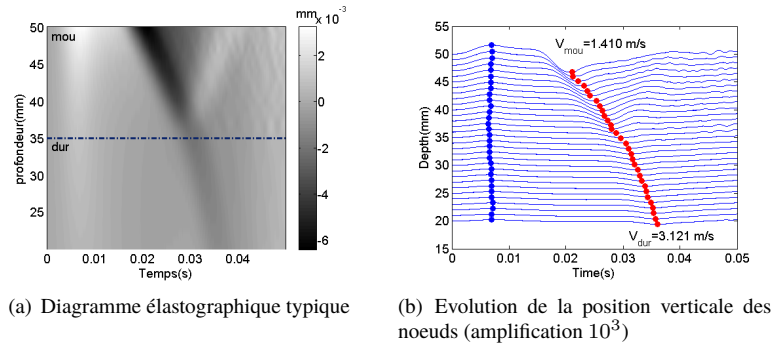 mm
x 10⁻³
mou
50
45
40
35
30
25
profondeur(mm)
dur
0
0.01
0.02
0.03
0.04
Temps(s)
2
0
-2
-4
-6
(a) Diagramme élastographique typique
55
50
45
40
35
30
25
20
15
Depth(mm)
V_mou=1.410 m/s
V_dur=3.121 m/s
0
0.01
0.02
0.03
0.04
0.05
Time(s)
(b) Evolution de la position verticale des
noeuds (amplification 10³)